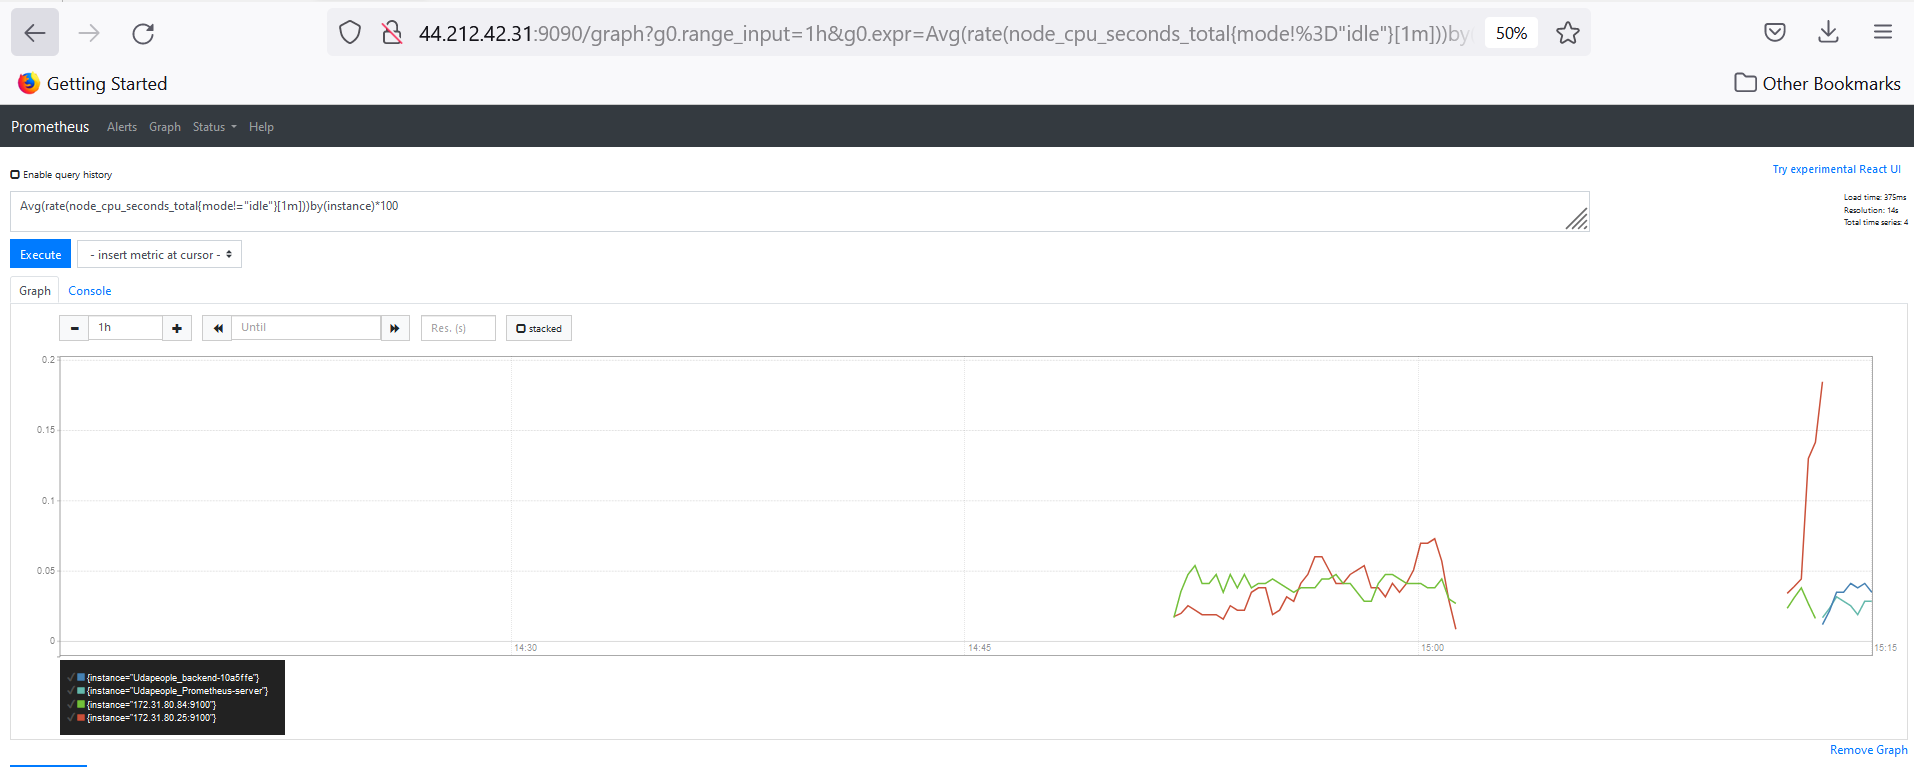 44.212.42.31:9090/graph?g0.range_input=1h&g0.expr=Avg(rate(node_cpu_seconds_total{mode!%3D"idle"}[1m]))by( 50%
Getting Started Other Bookmarks
Prometheus Alerts Graph Status Help
Enable query history Try experimental React UI
Avg(rate(node_cpu_seconds_total{mode!="idle"}[1m]))by(instance)*100
Load time: 375ms
Resolution: 14s
Total time series: 4
Execute - insert metric at cursor -
Graph Console
1h Until Res. (s) stacked
0.2
0.15
0.1
0.05
0
14:30 14:45 15:00 15:15
{instance="Udapeople_backend-10a5ffe"}
{instance="Udapeople_Prometheus-server"}
{instance="172.31.80.84:9100"}
{instance="172.31.80.25:9100"}
Remove Graph